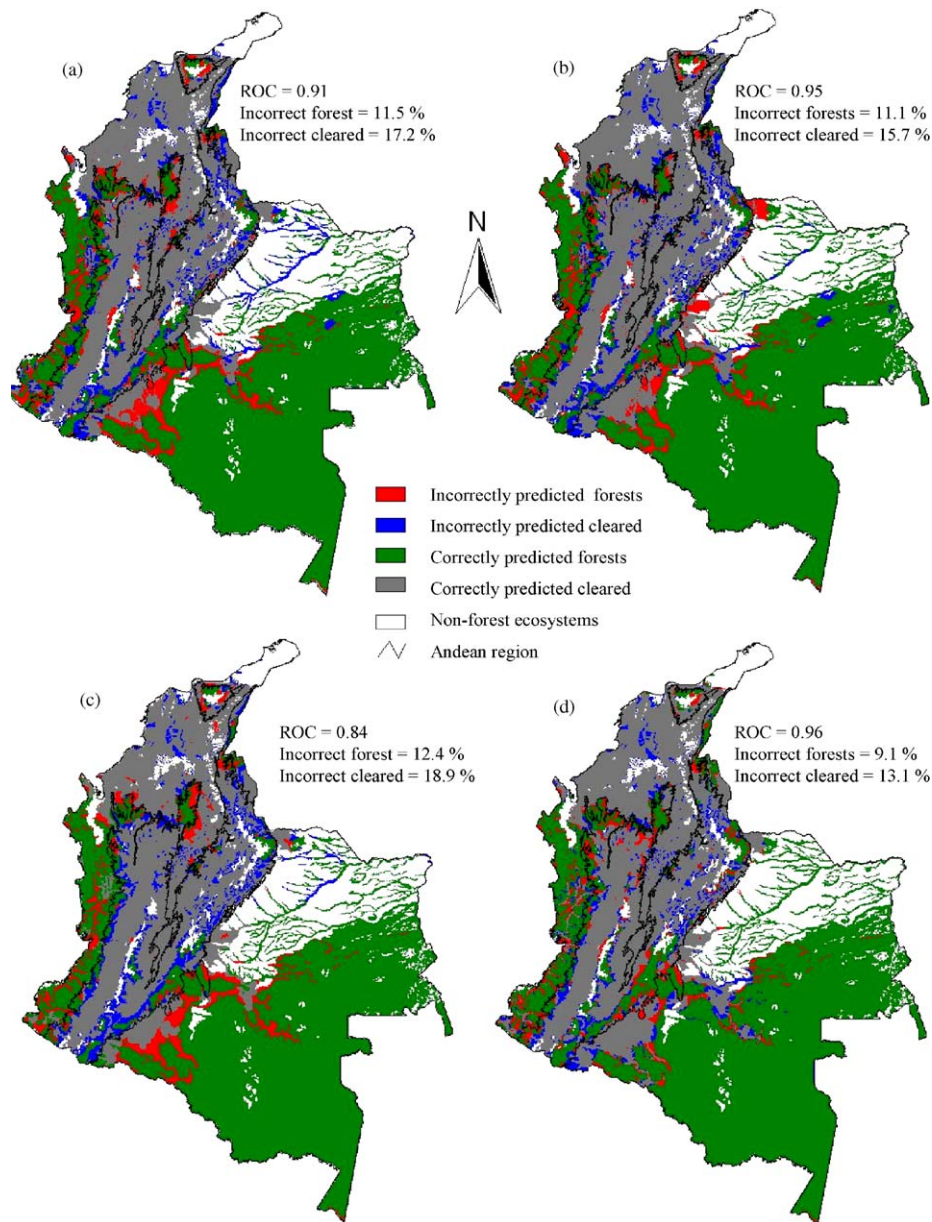 (a)
ROC = 0.91
Incorrect forest = 11.5 %
Incorrect cleared = 17.2 %
(b)
ROC = 0.95
Incorrect forests = 11.1 %
Incorrect cleared = 15.7 %
N
Incorrectly predicted forests
Incorrectly predicted cleared
Correctly predicted forests
Correctly predicted cleared
Non-forest ecosystems
Andean region
(c)
ROC = 0.84
Incorrect forest = 12.4 %
Incorrect cleared = 18.9 %
(d)
ROC = 0.96
Incorrect forests = 9.1 %
Incorrect cleared = 13.1 %